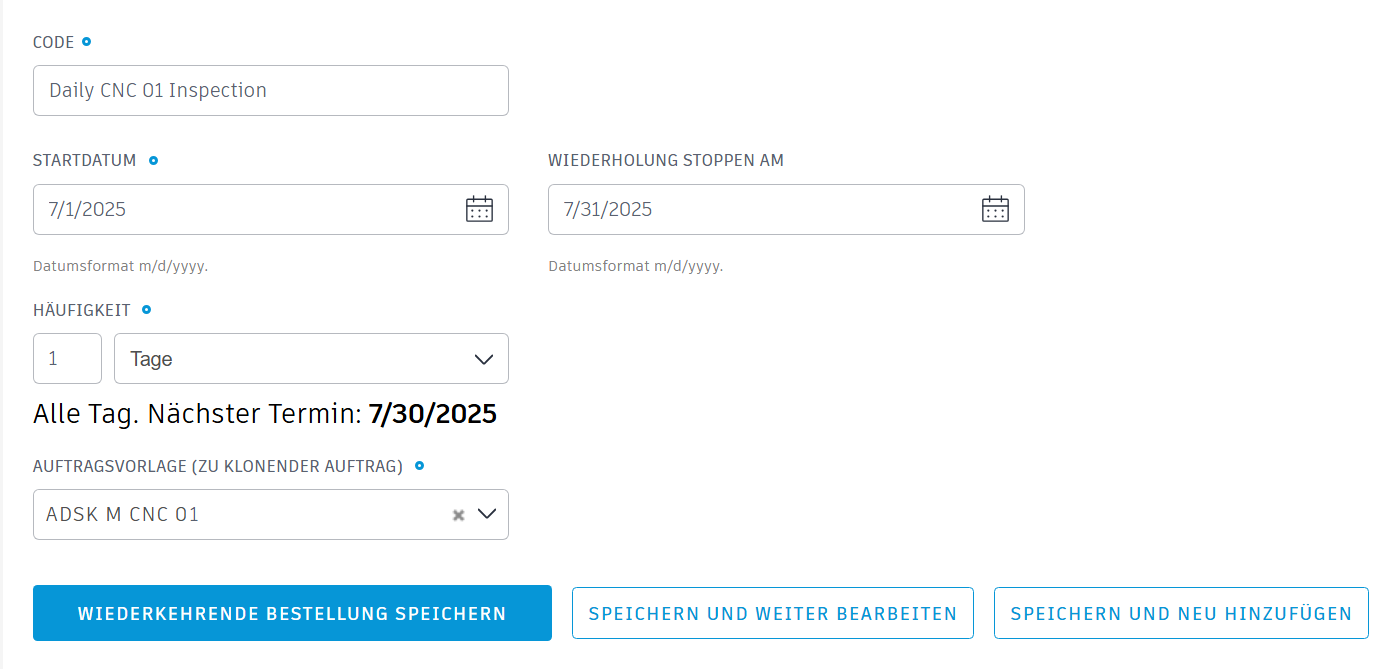 CODE
Daily CNC 01 Inspection
STARTDATUM
WIEDERHOLUNG STOPPEN AM
7/1/2025
7/31/2025
Datumsformat m/d/yyyy.
Datumsformat m/d/yyyy.
HÄUFIGKEIT
1
Tage
Alle Tag. Nächster Termin: 7/30/2025
AUFTRAGSVORLAGE (ZU KLONENDER AUFTRAG)
ADSK M CNC 01
WIEDERKEHRENDE BESTELLUNG SPEICHERN
SPEICHERN UND WEITER BEARBEITEN
SPEICHERN UND NEU HINZUFÜGEN